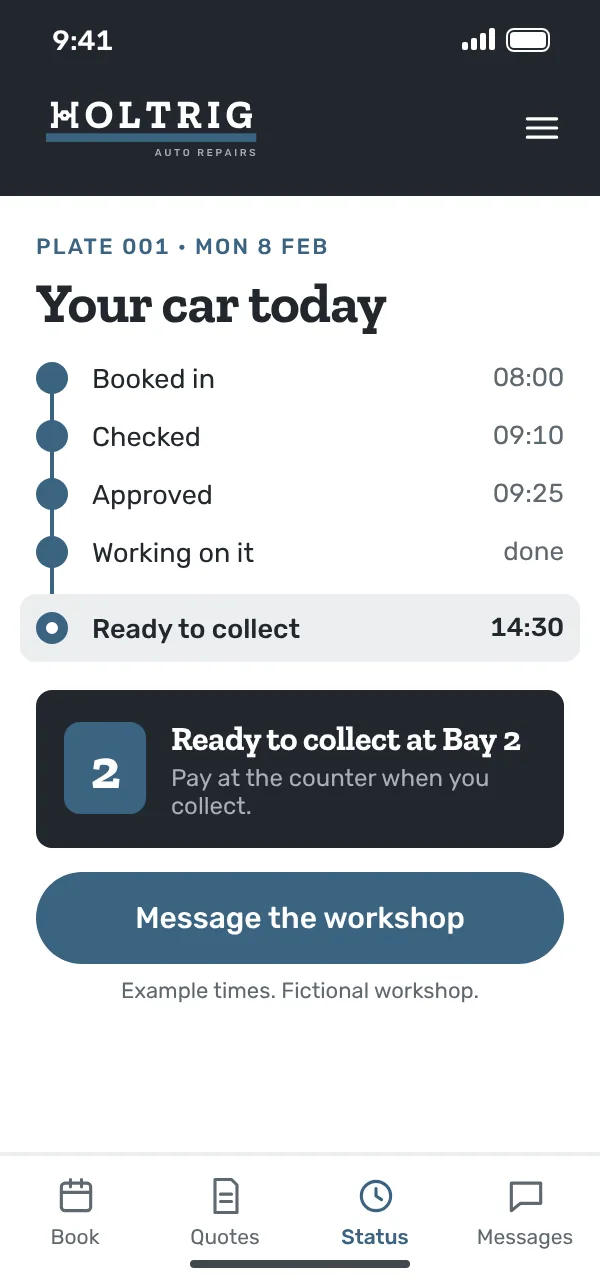 9:41
HOLTRIG
AUTO REPAIRS
PLATE 001 • MON 8 FEB
Your car today
Booked in 08:00
Checked 09:10
Approved 09:25
Working on it done
Ready to collect 14:30
2
Ready to collect at Bay 2
Pay at the counter when you
collect.
Message the workshop
Example times. Fictional workshop.
Book Quotes Status Messages